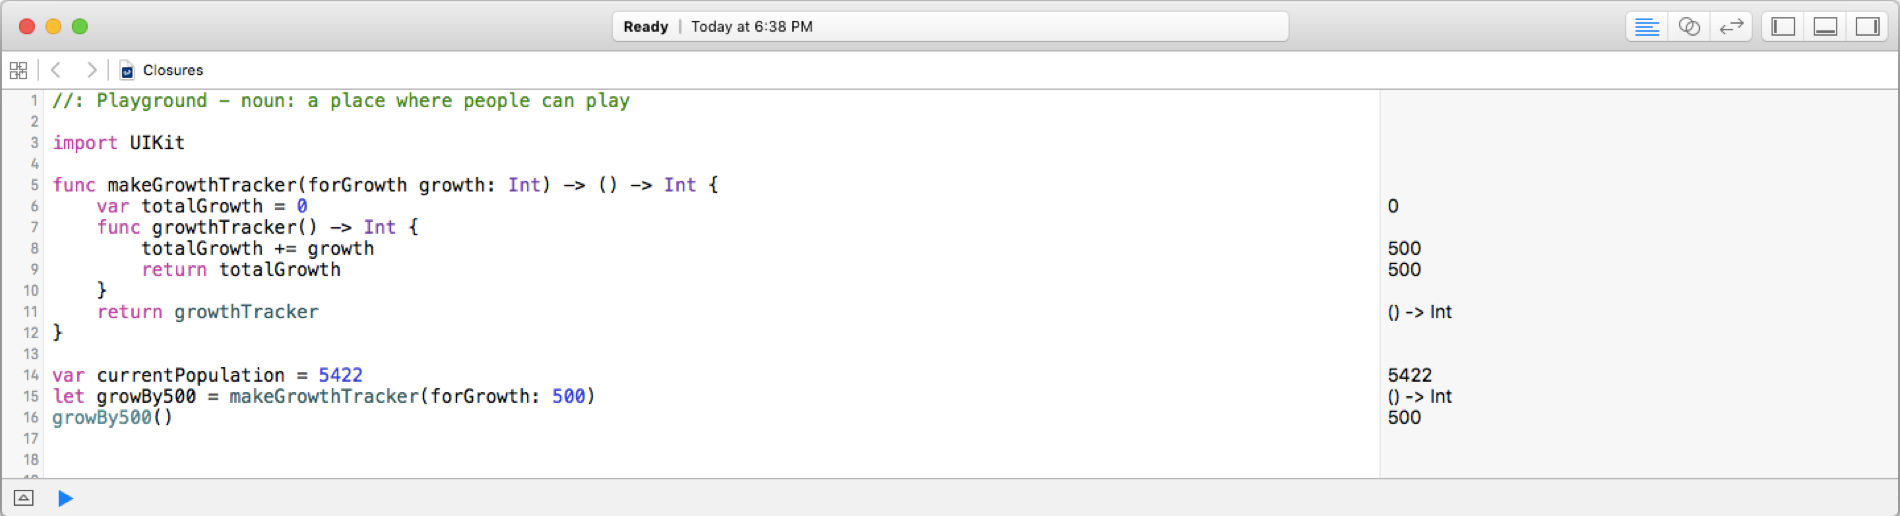 Ready | Today at 6:38 PM
Closures
1 //: Playground – noun: a place where people can play
2
3 import UIKit
4
5 func makeGrowthTracker(forGrowth growth: Int) -> () -> Int {
6 var totalGrowth = 0 0
7 func growthTracker() -> Int {
8 totalGrowth += growth 500
9 return totalGrowth 500
10 }
11 return growthTracker () -> Int
12 }
13
14 var currentPopulation = 5422 5422
15 let growBy500 = makeGrowthTracker(forGrowth: 500) () -> Int
16 growBy500() 500
17
18